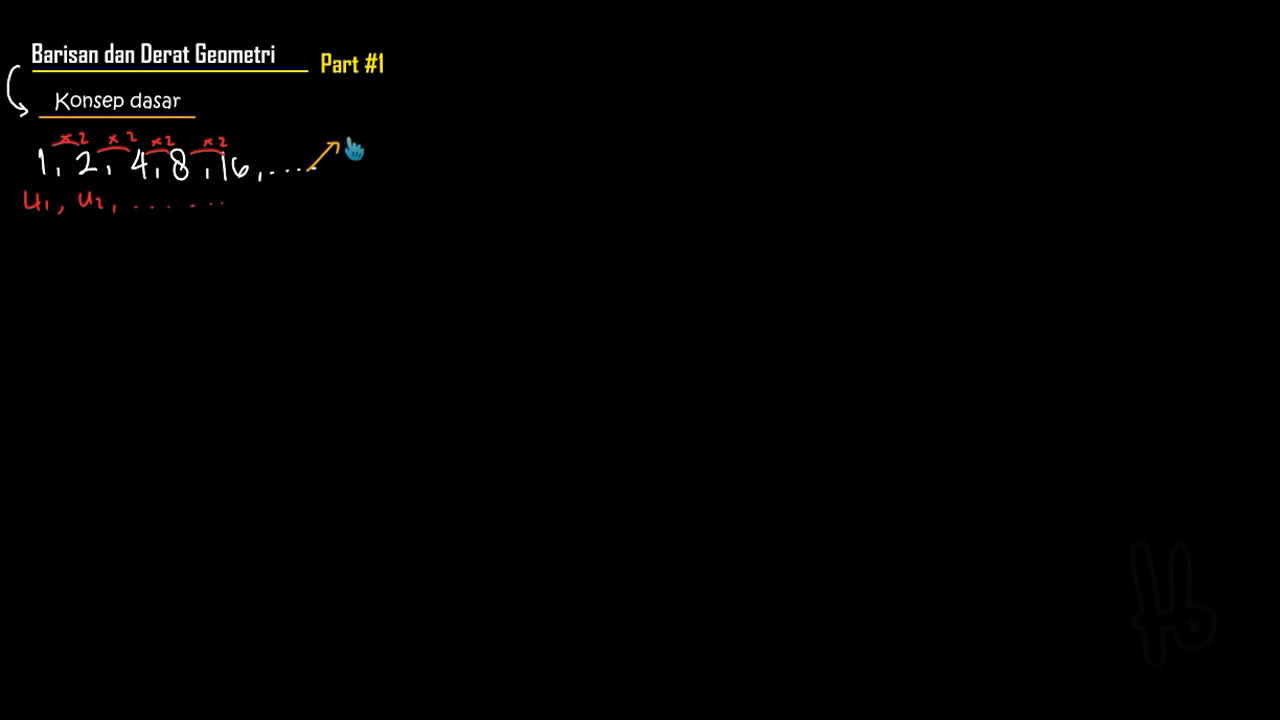 Barisan dan Derat Geometri
Part #1
Konsep dasar
×2 ×2 ×2 ×2
1, 2, 4, 8, 16, .....
U1, U2, ......